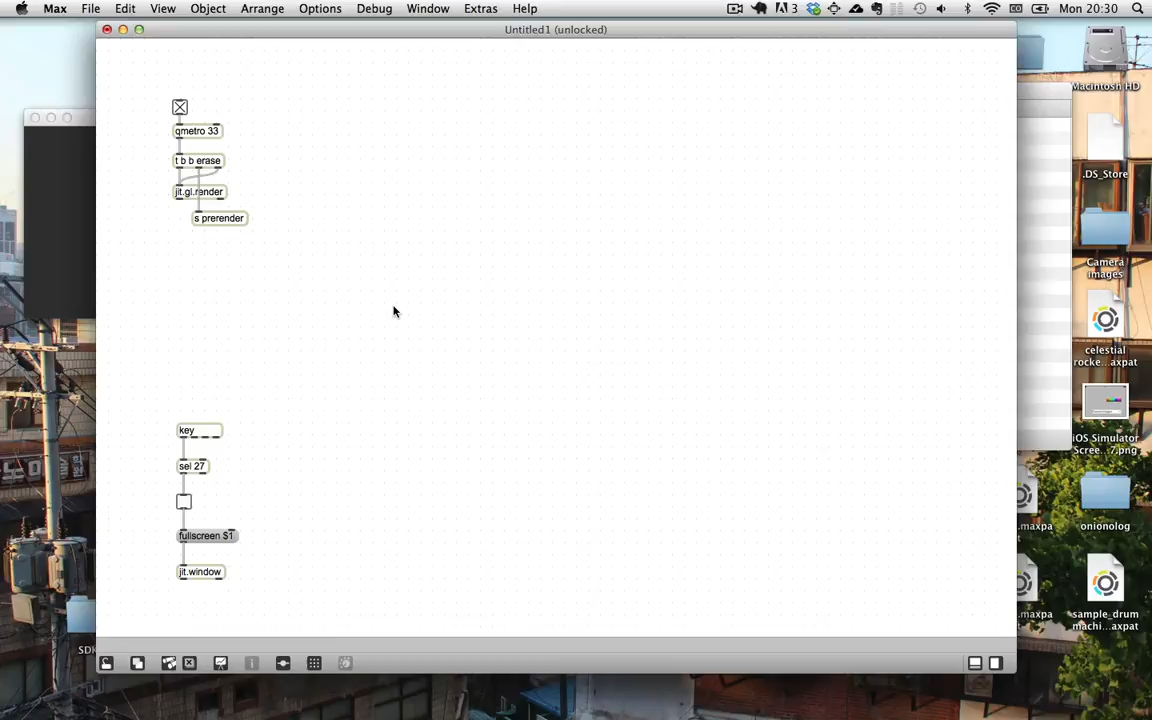 Max File Edit View Object Arrange Options Debug Window Extras Help
3 Mon 20:30
Untitled1 (unlocked)
qmetro 33
t b b erase
jit.gl.render
s prerender
key
sel 27
fullscreen $1
jit.window
Macintosh HD
.DS_Store
Camera
images
celestial
rocke...axpat
iOS Simulator
Scree...7.png
.maxpa
t
onionolog
.maxpa
t
sample_drum
machi...axpat
SDK